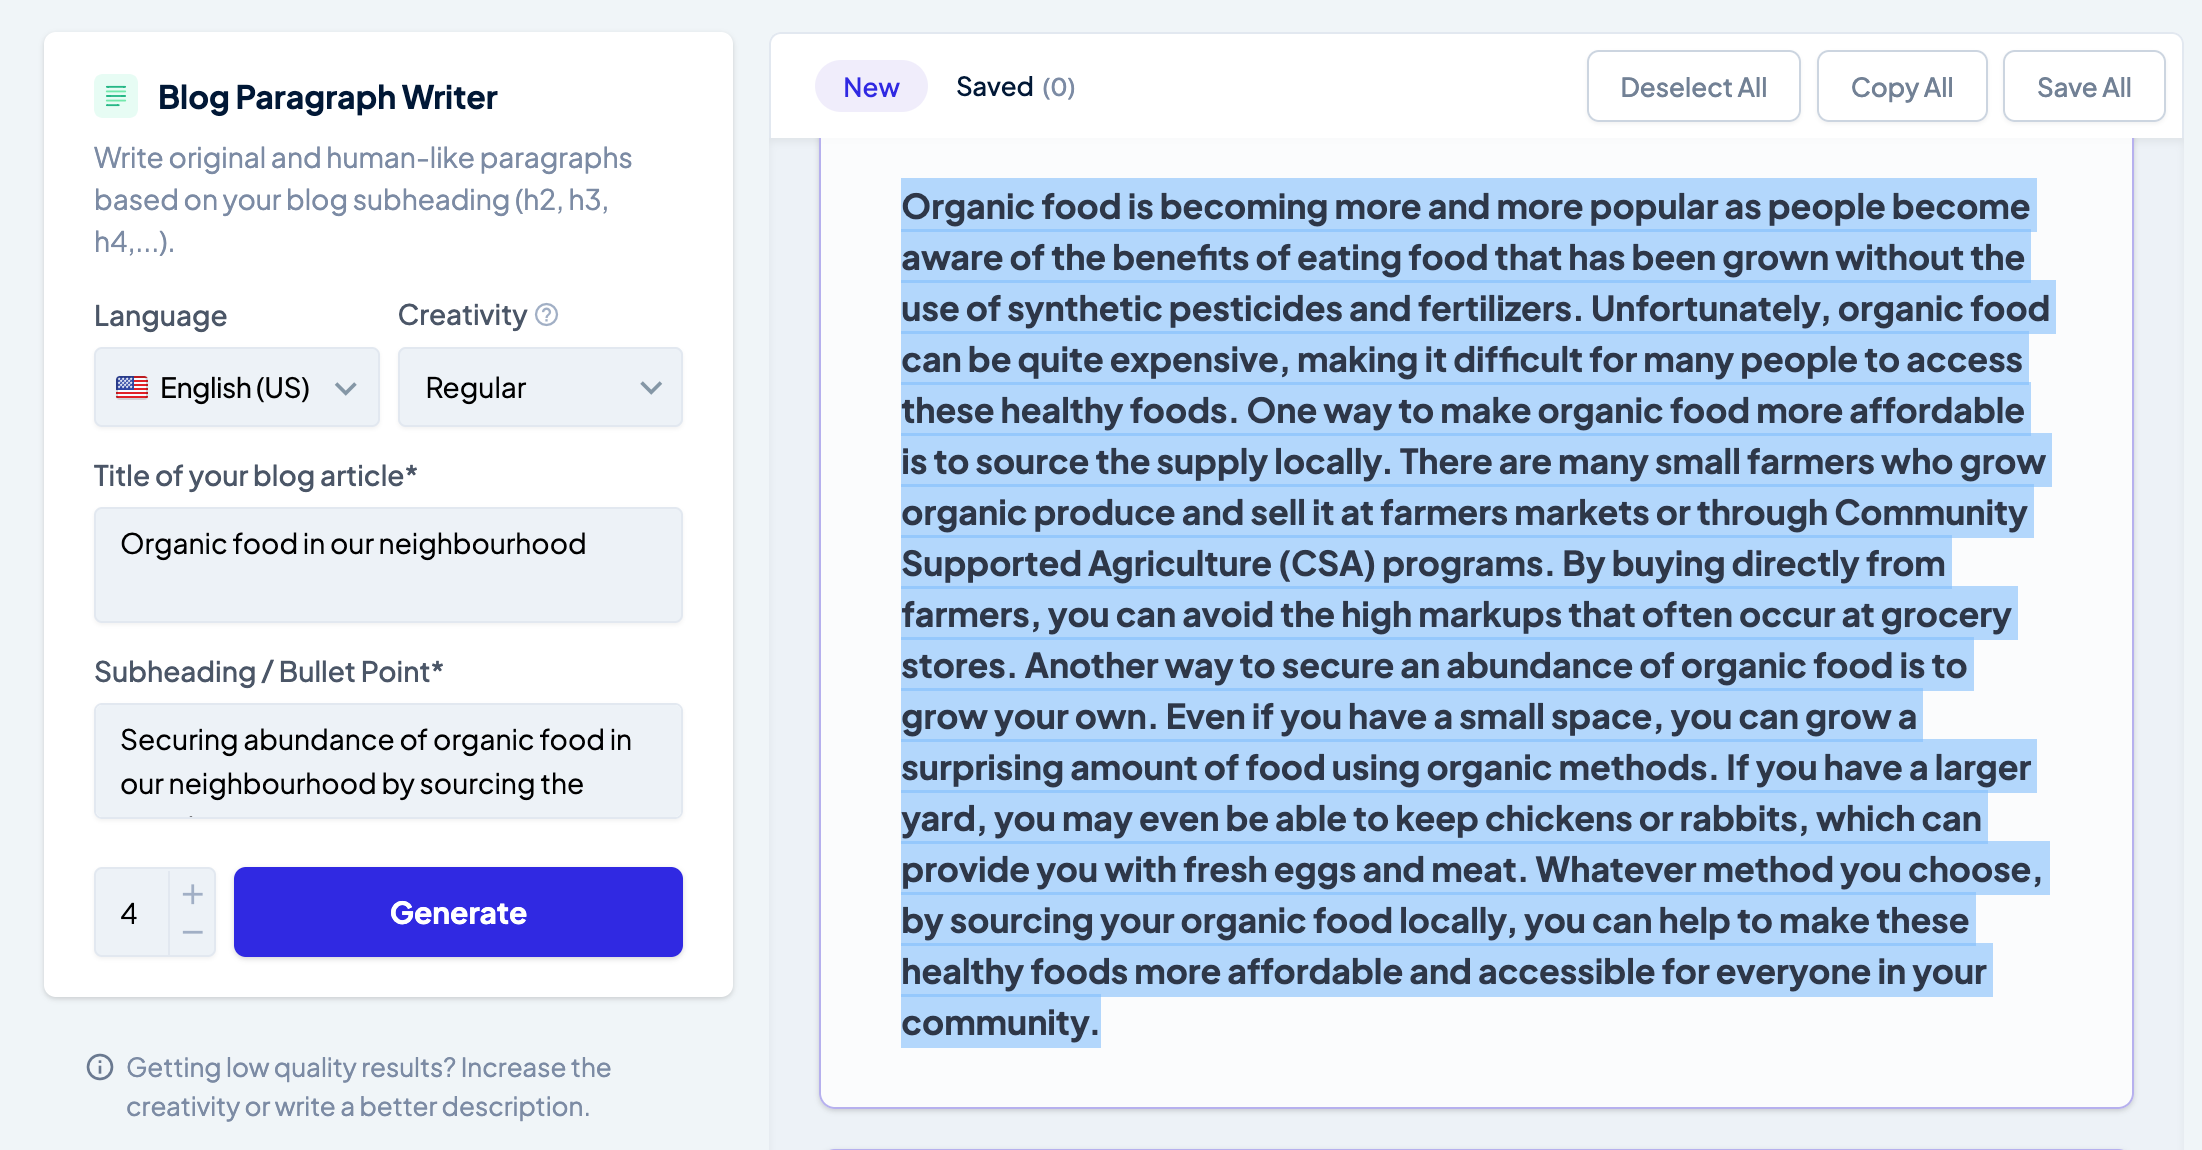 Blog Paragraph Writer
Write original and human-like paragraphs
based on your blog subheading (h2, h3,
h4,...).
Language
Creativity ?
English (US)
Regular
Title of your blog article*
Organic food in our neighbourhood
Subheading / Bullet Point*
Securing abundance of organic food in
our neighbourhood by sourcing the
4
+
−
Generate
Getting low quality results? Increase the
creativity or write a better description.
New
Saved (0)
Deselect All
Copy All
Save All
Organic food is becoming more and more popular as people become
aware of the benefits of eating food that has been grown without the
use of synthetic pesticides and fertilizers. Unfortunately, organic food
can be quite expensive, making it difficult for many people to access
these healthy foods. One way to make organic food more affordable
is to source the supply locally. There are many small farmers who grow
organic produce and sell it at farmers markets or through Community
Supported Agriculture (CSA) programs. By buying directly from
farmers, you can avoid the high markups that often occur at grocery
stores. Another way to secure an abundance of organic food is to
grow your own. Even if you have a small space, you can grow a
surprising amount of food using organic methods. If you have a larger
yard, you may even be able to keep chickens or rabbits, which can
provide you with fresh eggs and meat. Whatever method you choose,
by sourcing your organic food locally, you can help to make these
healthy foods more affordable and accessible for everyone in your
community.